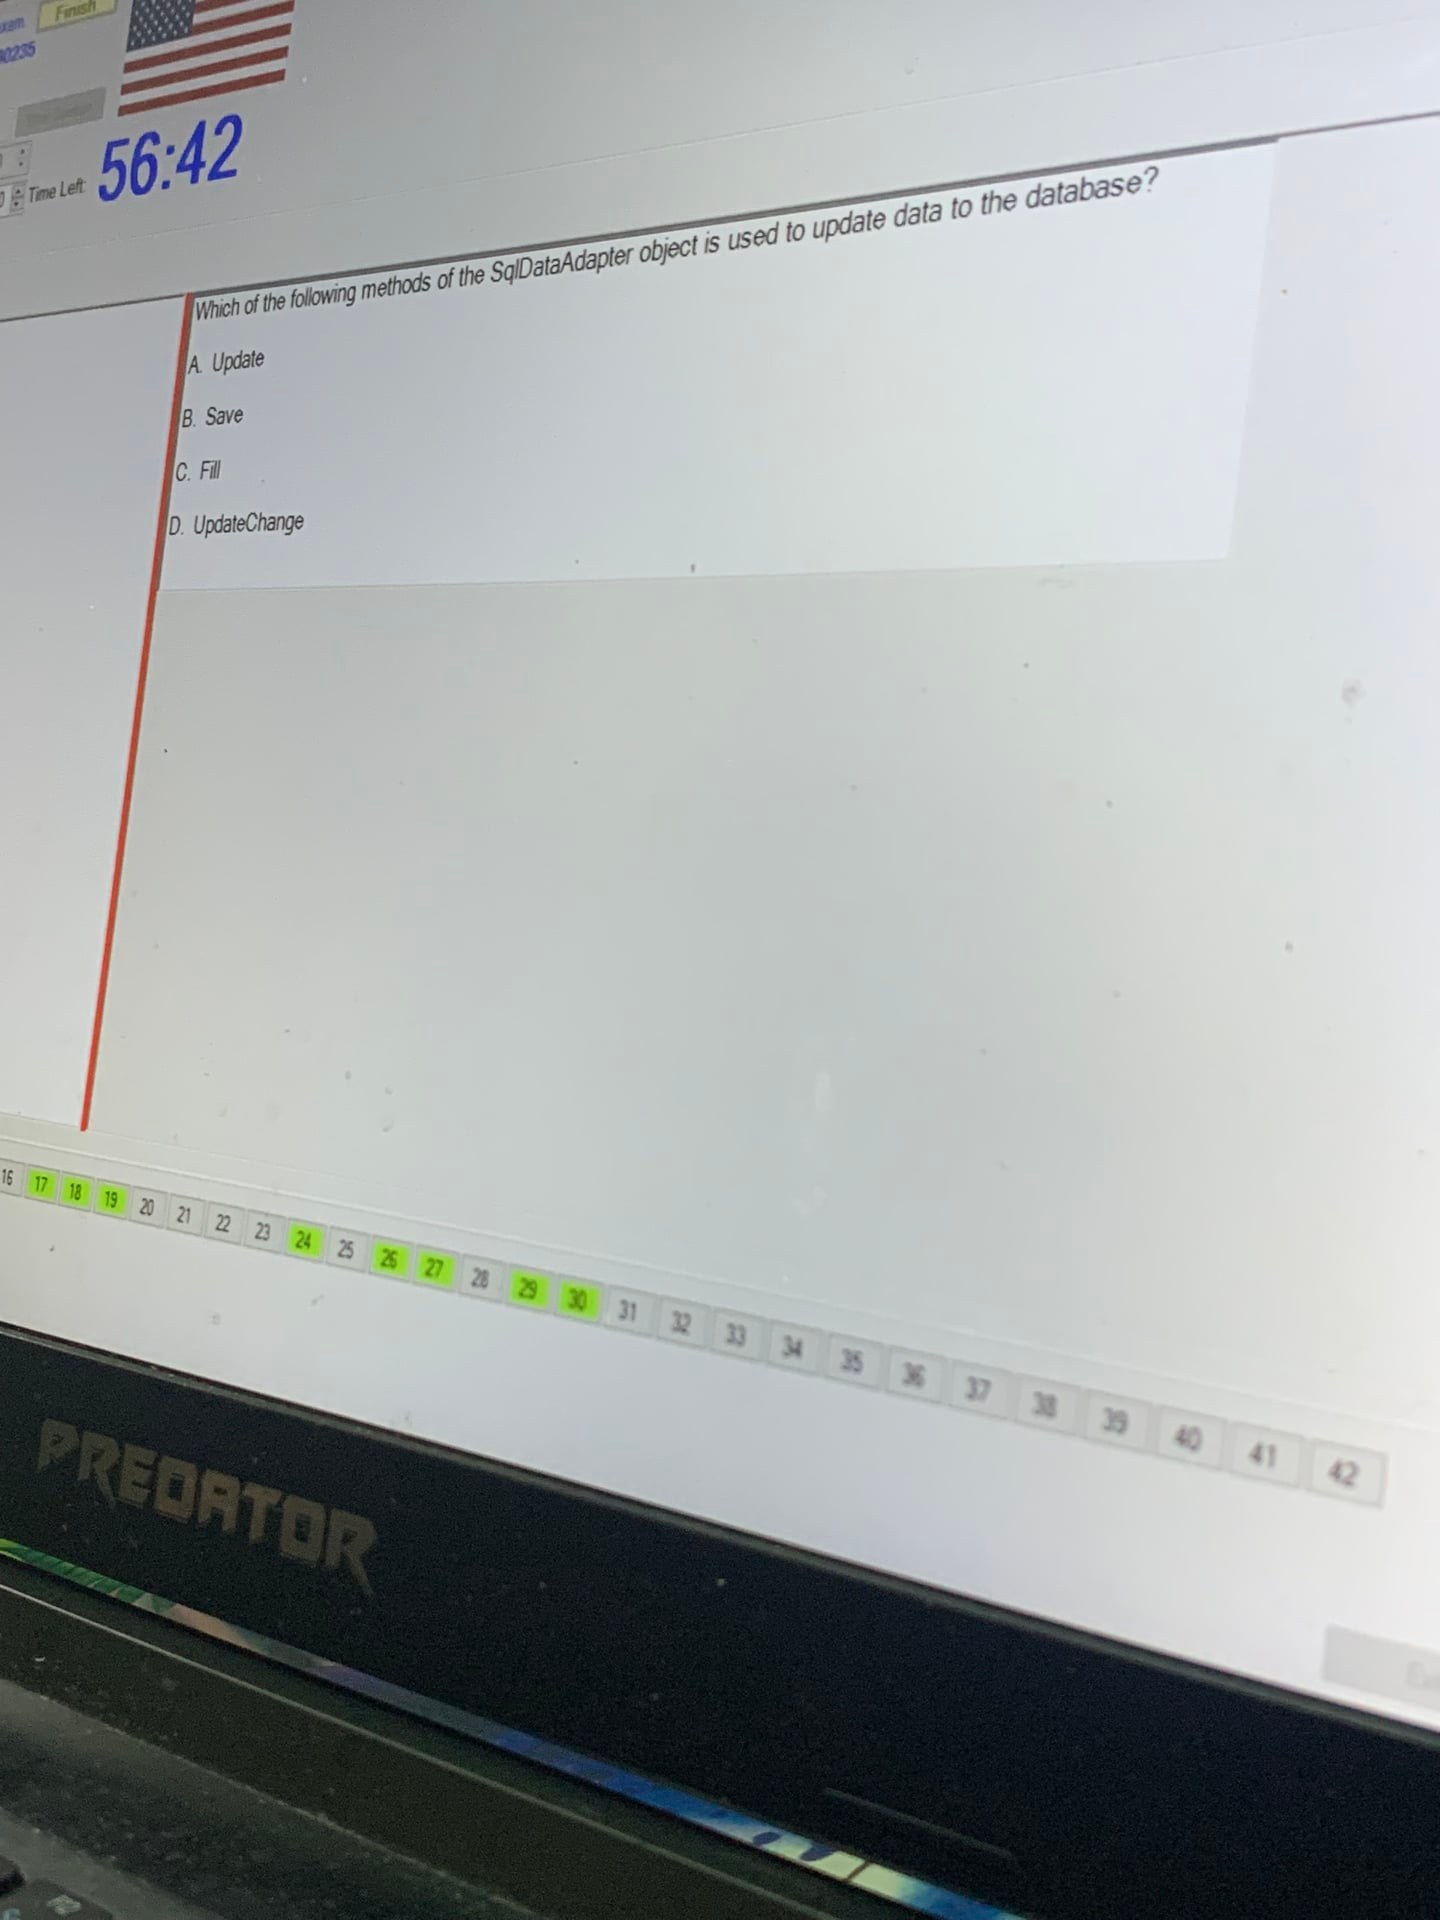 Finish
Time Left: 56:42
Which of the following methods of the SqlDataAdapter object is used to update data to the database?
A. Update
B. Save
C. Fill
D. UpdateChange
16 17 18 19 20 21 22 23 24 25 26 27 28 29 30 31 32 33 34 35 36 37 38 39 40 41 42
PREDATOR